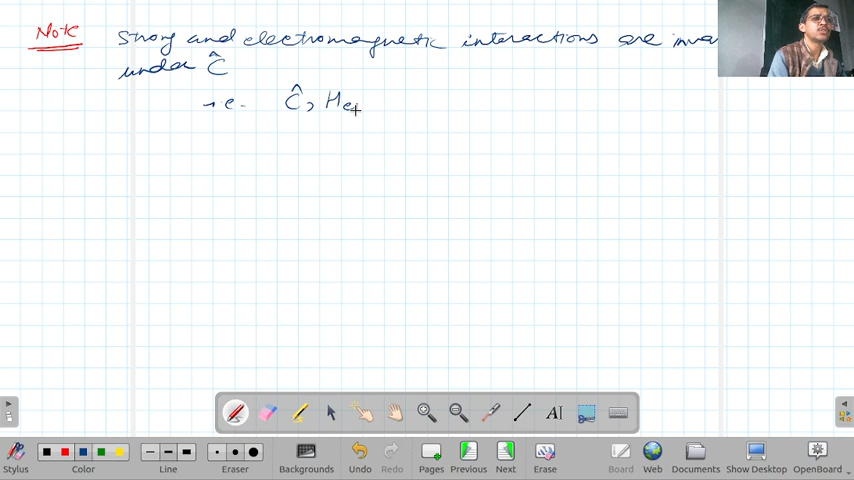 Note Strong and electromagnetic interactions are inva
under Ĉ
i.e. Ĉ, He
Stylus Color Line Eraser Backgrounds Undo Redo Pages Previous Next Erase Board Web Documents Show Desktop OpenBoard